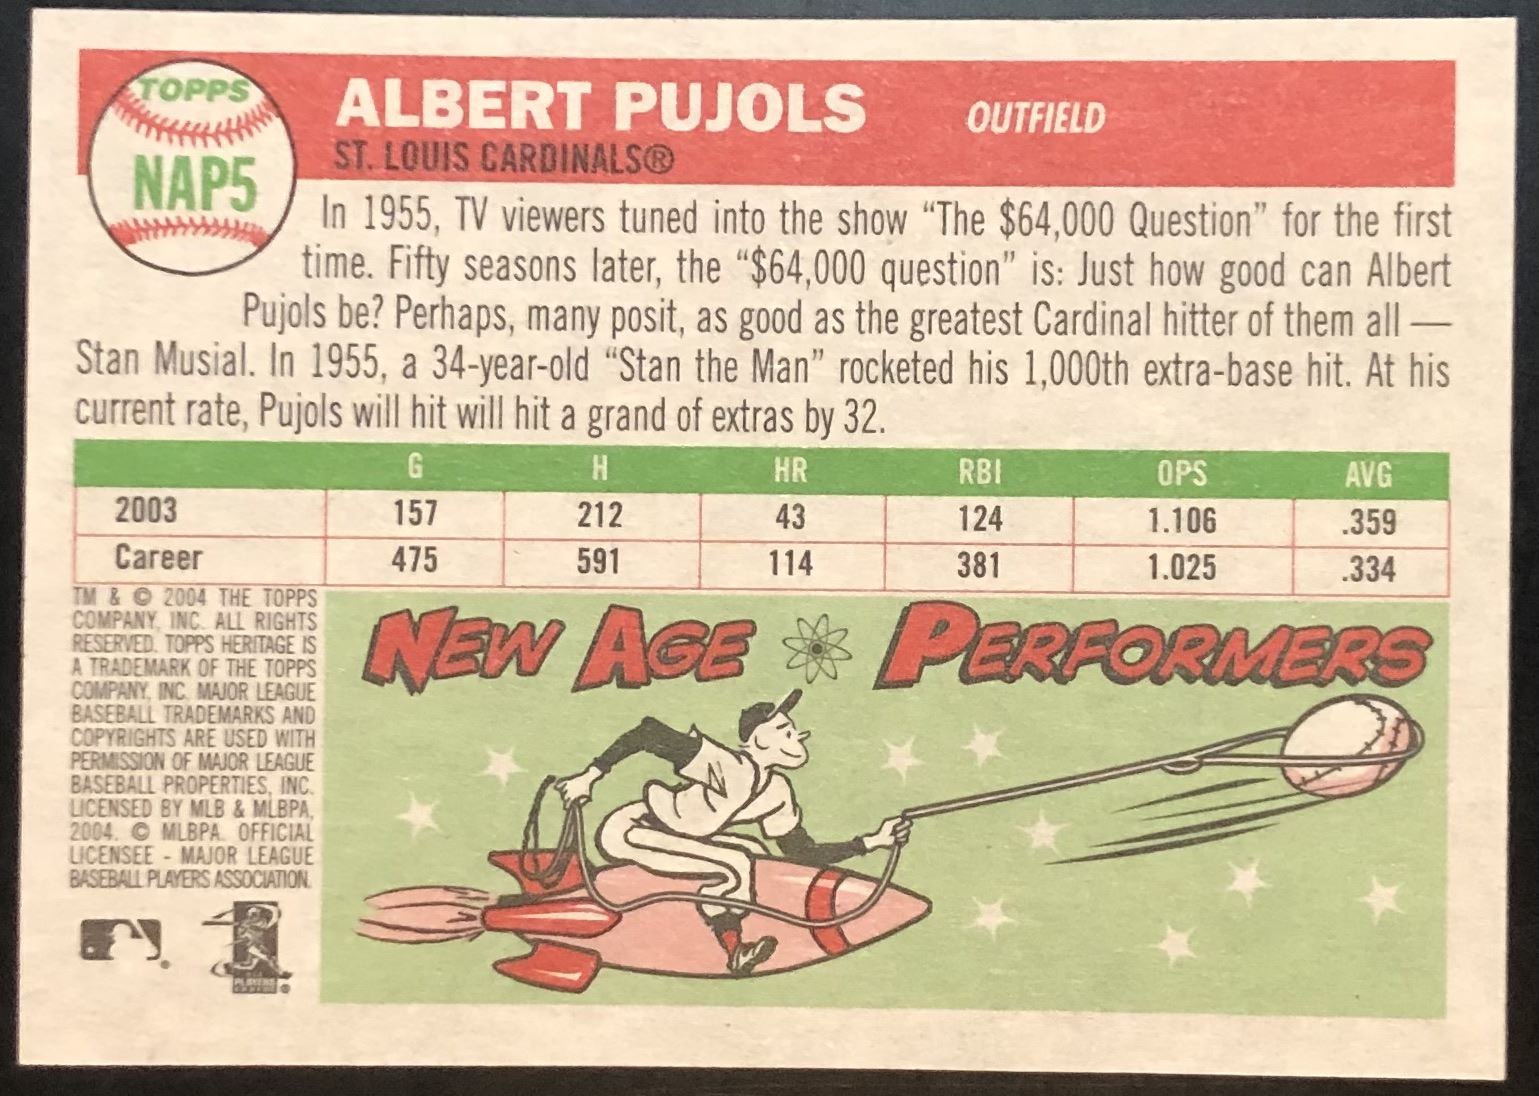 TOPPS
NAP5
ALBERT PUJOLS OUTFIELD
ST. LOUIS CARDINALS®
In 1955, TV viewers tuned into the show “The $64,000 Question” for the first
time. Fifty seasons later, the “$64,000 question” is: Just how good can Albert
Pujols be? Perhaps, many posit, as good as the greatest Cardinal hitter of them all —
Stan Musial. In 1955, a 34-year-old “Stan the Man” rocketed his 1,000th extra-base hit. At his
current rate, Pujols will hit will hit a grand of extras by 32.
G H HR RBI OPS AVG
2003 157 212 43 124 1.106 .359
Career 475 591 114 381 1.025 .334
TM & © 2004 THE TOPPS
COMPANY, INC. ALL RIGHTS
RESERVED. TOPPS HERITAGE IS
A TRADEMARK OF THE TOPPS
COMPANY, INC. MAJOR LEAGUE
BASEBALL TRADEMARKS AND
COPYRIGHTS ARE USED WITH
PERMISSION OF MAJOR LEAGUE
BASEBALL PROPERTIES, INC.
LICENSED BY MLB & MLBPA,
2004. © MLBPA. OFFICIAL
LICENSEE - MAJOR LEAGUE
BASEBALL PLAYERS ASSOCIATION.
NEW AGE PERFORMERS
N
PLAYERS